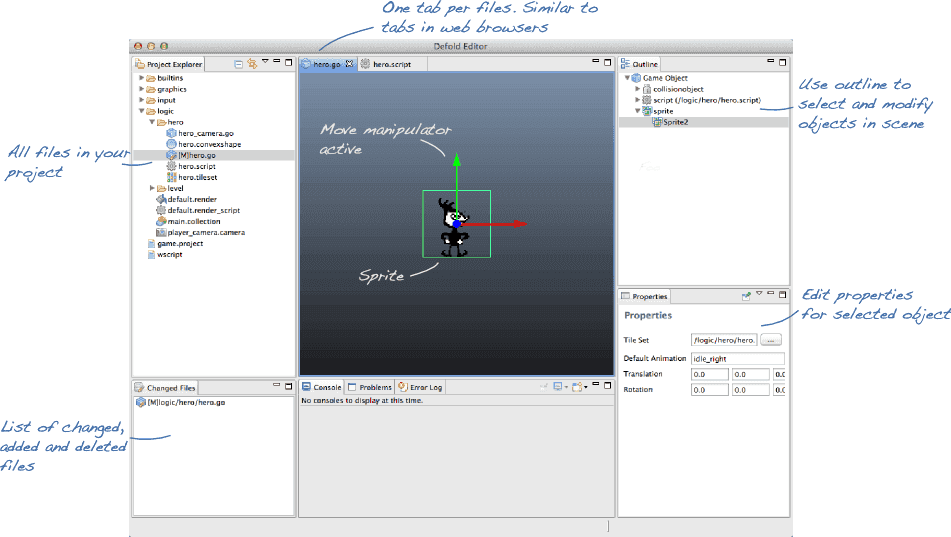 One tab per files. Similar to
tabs in web browsers
Defold Editor
Project Explorer
builtins
graphics
input
logic
hero
hero_camera.go
hero.convexshape
[M]hero.go
hero.script
hero.tileset
level
default.render
default.render_script
main.collection
player_camera.camera
game.project
wscript
All files in your
project
hero.go
hero.script
Move manipulator
active
Sprite
Outline
Game Object
collisionobject
script (/logic/hero/hero.script)
sprite
Sprite2
Use outline to
select and modify
objects in scene
Properties
Properties
Tile Set
/logic/hero/hero.
...
Default Animation
idle_right
Translation
0.0
0.0
0.0
Rotation
0.0
0.0
0.0
Edit properties
for selected object
Changed Files
[M]logic/hero/hero.go
List of changed,
added and deleted
files
Console
Problems
Error Log
No consoles to display at this time.